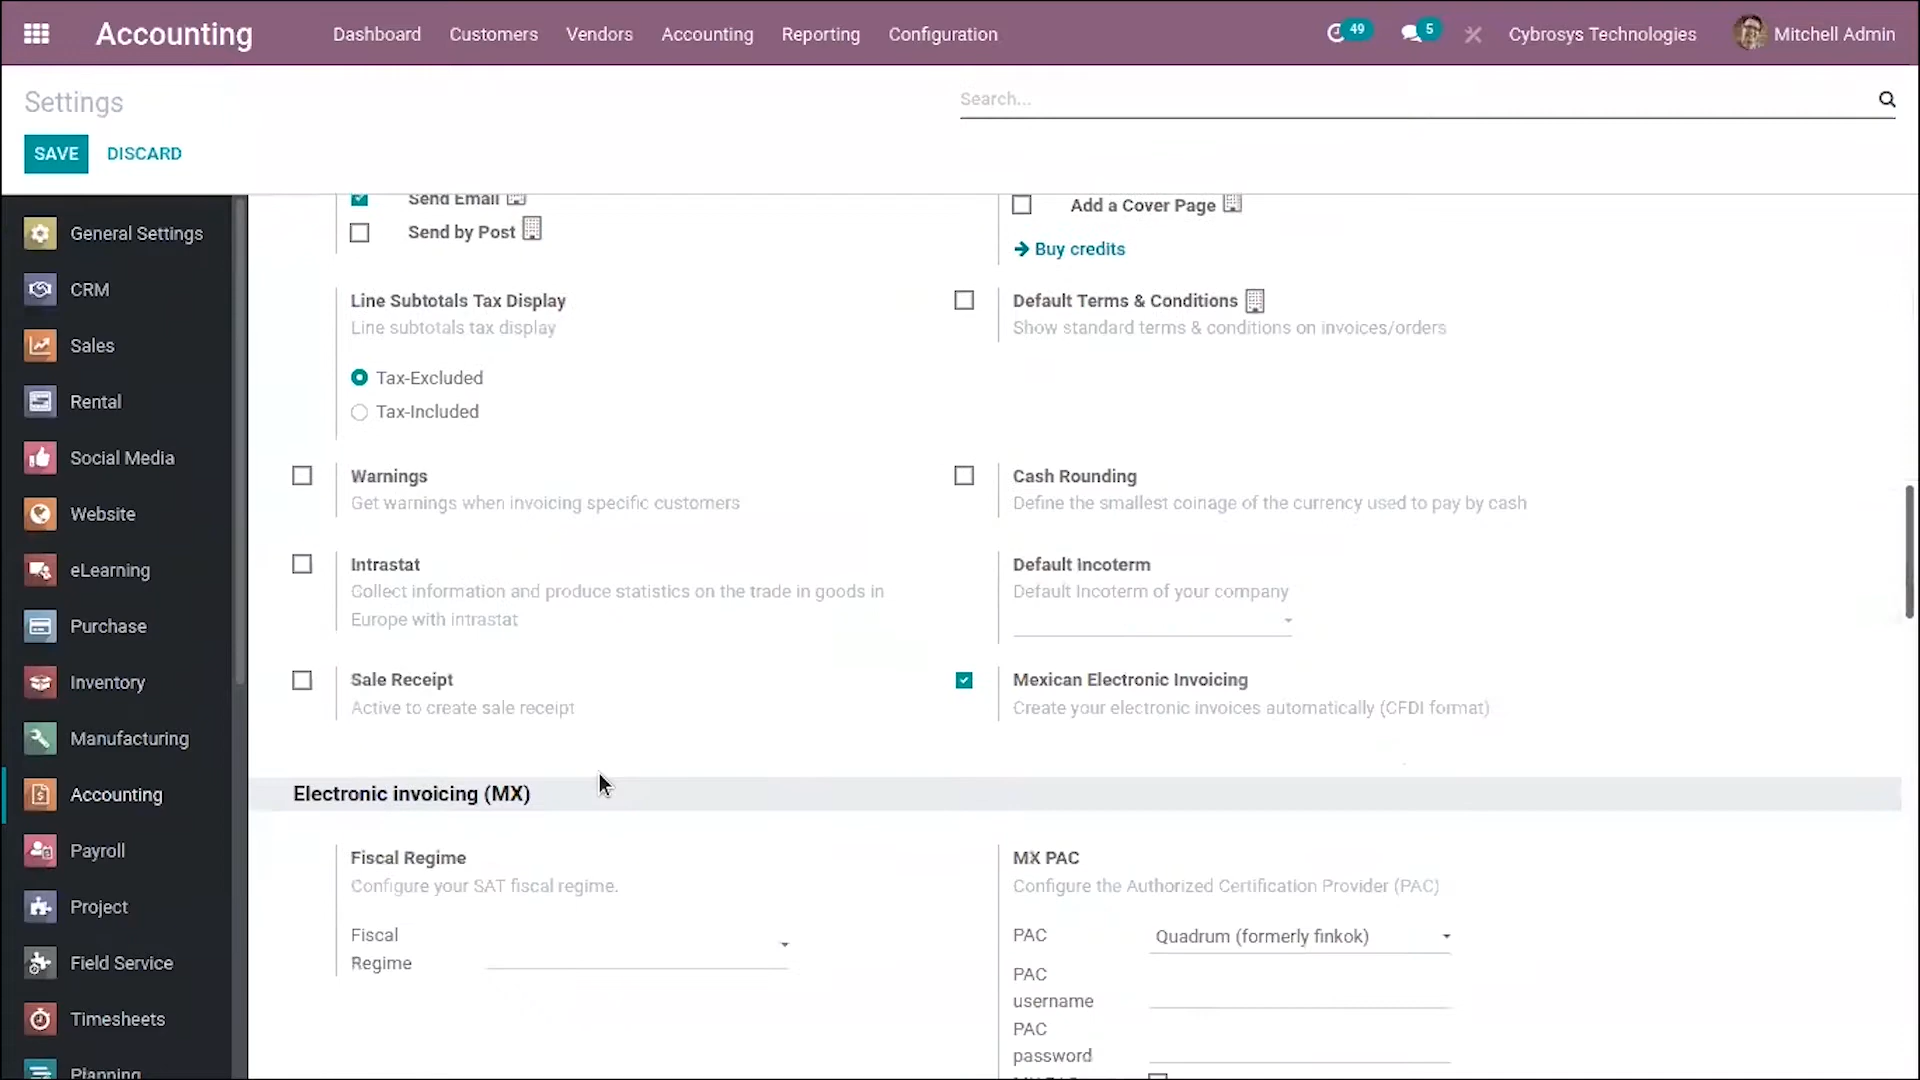 Accounting
Dashboard
Customers
Vendors
Accounting
Reporting
Configuration
49
5
Cybrosys Technologies
Mitchell Admin
Settings
Search...
SAVE
DISCARD
General Settings
CRM
Sales
Rental
Social Media
Website
eLearning
Purchase
Inventory
Manufacturing
Accounting
Payroll
Project
Field Service
Timesheets
Planning
Send Email
Send by Post
Add a Cover Page
Buy credits
Line Subtotals Tax Display
Line subtotals tax display
Tax-Excluded
Tax-Included
Default Terms & Conditions
Show standard terms & conditions on invoices/orders
Warnings
Get warnings when invoicing specific customers
Cash Rounding
Define the smallest coinage of the currency used to pay by cash
Intrastat
Collect information and produce statistics on the trade in goods in
Europe with intrastat
Default Incoterm
Default Incoterm of your company
Sale Receipt
Active to create sale receipt
Mexican Electronic Invoicing
Create your electronic invoices automatically (CFDI format)
Electronic invoicing (MX)
Fiscal Regime
Configure your SAT fiscal regime.
Fiscal
Regime
MX PAC
Configure the Authorized Certification Provider (PAC)
PAC
Quadrum (formerly finkok)
PAC
username
PAC
password